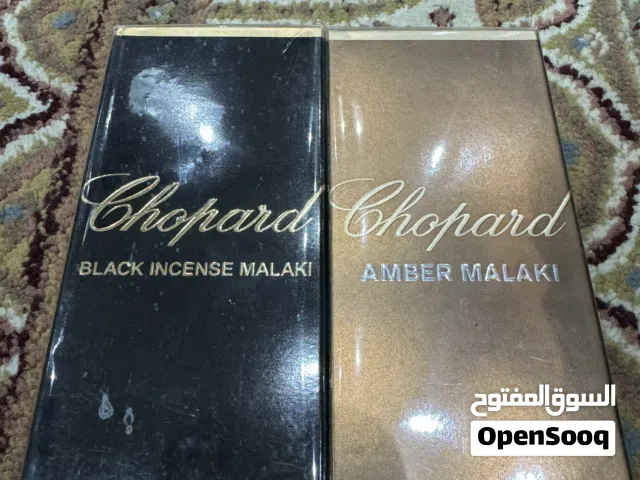 Chopard
BLACK INCENSE MALAKI
Chopard
AMBER MALAKI
السوق المفتوح
OpenSooq